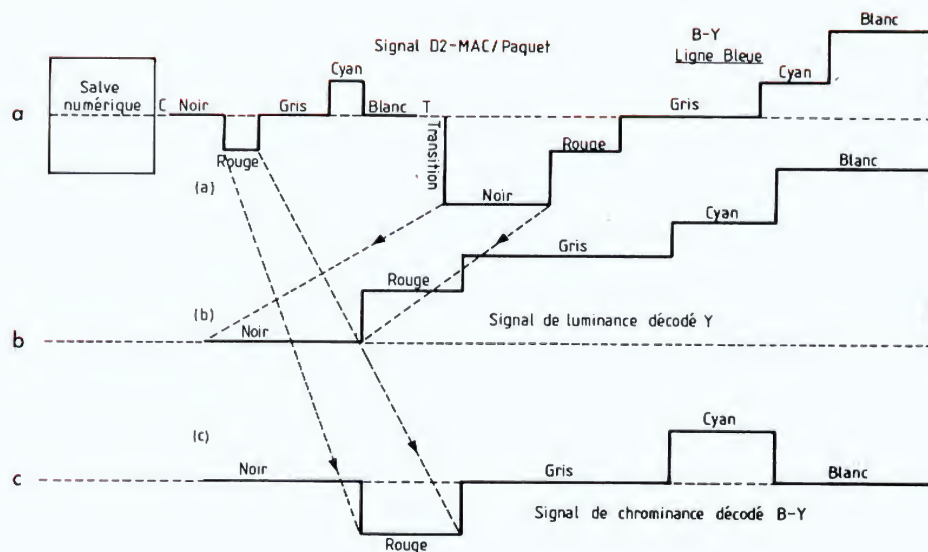 Signal D2-MAC/Paquet
B-Y
Ligne Bleue
Blanc
Salve
numérique
a
C
Noir
Rouge
Gris
Cyan
Blanc
T
Transition
Noir
Rouge
Gris
Cyan
(a)
Blanc
Cyan
Gris
Rouge
(b)
b
Noir
Signal de luminance décodé Y
(c)
c
Noir
Rouge
Gris
Cyan
Blanc
Signal de chrominance décodé B-Y